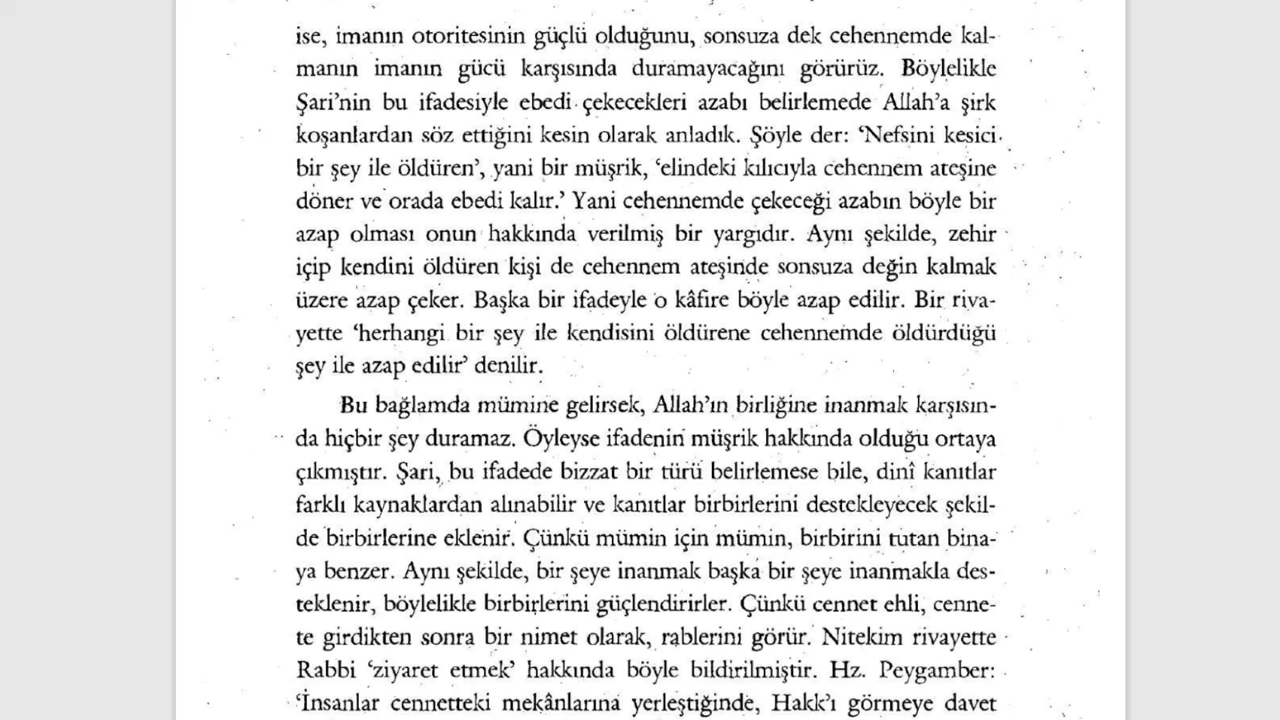 ise, imanın otoritesinin güçlü olduğunu, sonsuza dek cehennemde kal-
manın imanın gücü karşısında duramayacağını görürüz. Böylelikle
Şari’nin bu ifadesiyle ebedi çekecekleri azabı belirlemede Allah’a şirk
koşanlardan söz ettiğini kesin olarak anladık. Şöyle der: ‘Nefsini kesici
bir şey ile öldüren’, yani bir müşrik, ‘elindeki kılıcıyla cehennem ateşine
döner ve orada ebedi kalır.’ Yani cehennemde çekeceği azabın böyle bir
azap olması onun hakkında verilmiş bir yargıdır. Aynı şekilde, zehir
içip kendini öldüren kişi de cehennem ateşinde sonsuza değin kalmak
üzere azap çeker. Başka bir ifadeyle o kâfire böyle azap edilir. Bir riva-
yette ‘herhangi bir şey ile kendisini öldürene cehennemde öldürdüğü
şey ile azap edilir’ denilir.
Bu bağlamda mümine gelirsek, Allah’ın birliğine inanmak karşısın-
da hiçbir şey duramaz. Öyleyse ifadenin müşrik hakkında olduğu ortaya
çıkmıştır. Şari, bu ifadede bizzat bir türü belirlemese bile, dinî kanıtlar
farklı kaynaklardan alınabilir ve kanıtlar birbirlerini destekleyecek şekil-
de birbirlerine eklenir. Çünkü mümin için mümin, birbirini tutan bina-
ya benzer. Aynı şekilde, bir şeye inanmak başka bir şeye inanmakla des-
teklenir, böylelikle birbirlerini güçlendirirler. Çünkü cennet ehli, cenne-
te girdikten sonra bir nimet olarak, rablerini görür. Nitekim rivayette
Rabbi ‘ziyaret etmek’ hakkında böyle bildirilmiştir. Hz. Peygamber:
‘İnsanlar cennetteki mekânlarına yerleştiğinde, Hakk’ı görmeye davet